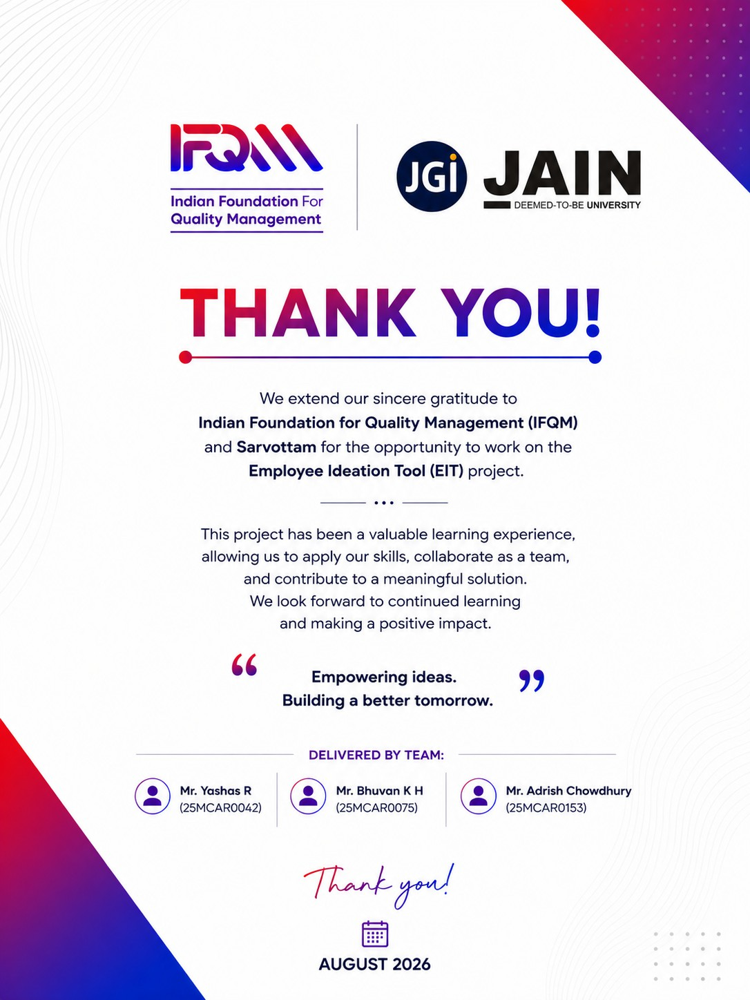 IFQM
Indian Foundation For
Quality Management
JGi
JAIN
DEEMED-TO-BE UNIVERSITY
THANK YOU!
We extend our sincere gratitude to
Indian Foundation for Quality Management (IFQM)
and Sarvottam for the opportunity to work on the
Employee Ideation Tool (EIT) project.
This project has been a valuable learning experience,
allowing us to apply our skills, collaborate as a team,
and contribute to a meaningful solution.
We look forward to continued learning
and making a positive impact.
“ Empowering ideas.
Building a better tomorrow. ”
DELIVERED BY TEAM:
Mr. Yashas R
(25MCAR0042)
Mr. Bhuvan K H
(25MCAR0075)
Mr. Adrish Chowdhury
(25MCAR0153)
Thank you!
AUGUST 2026